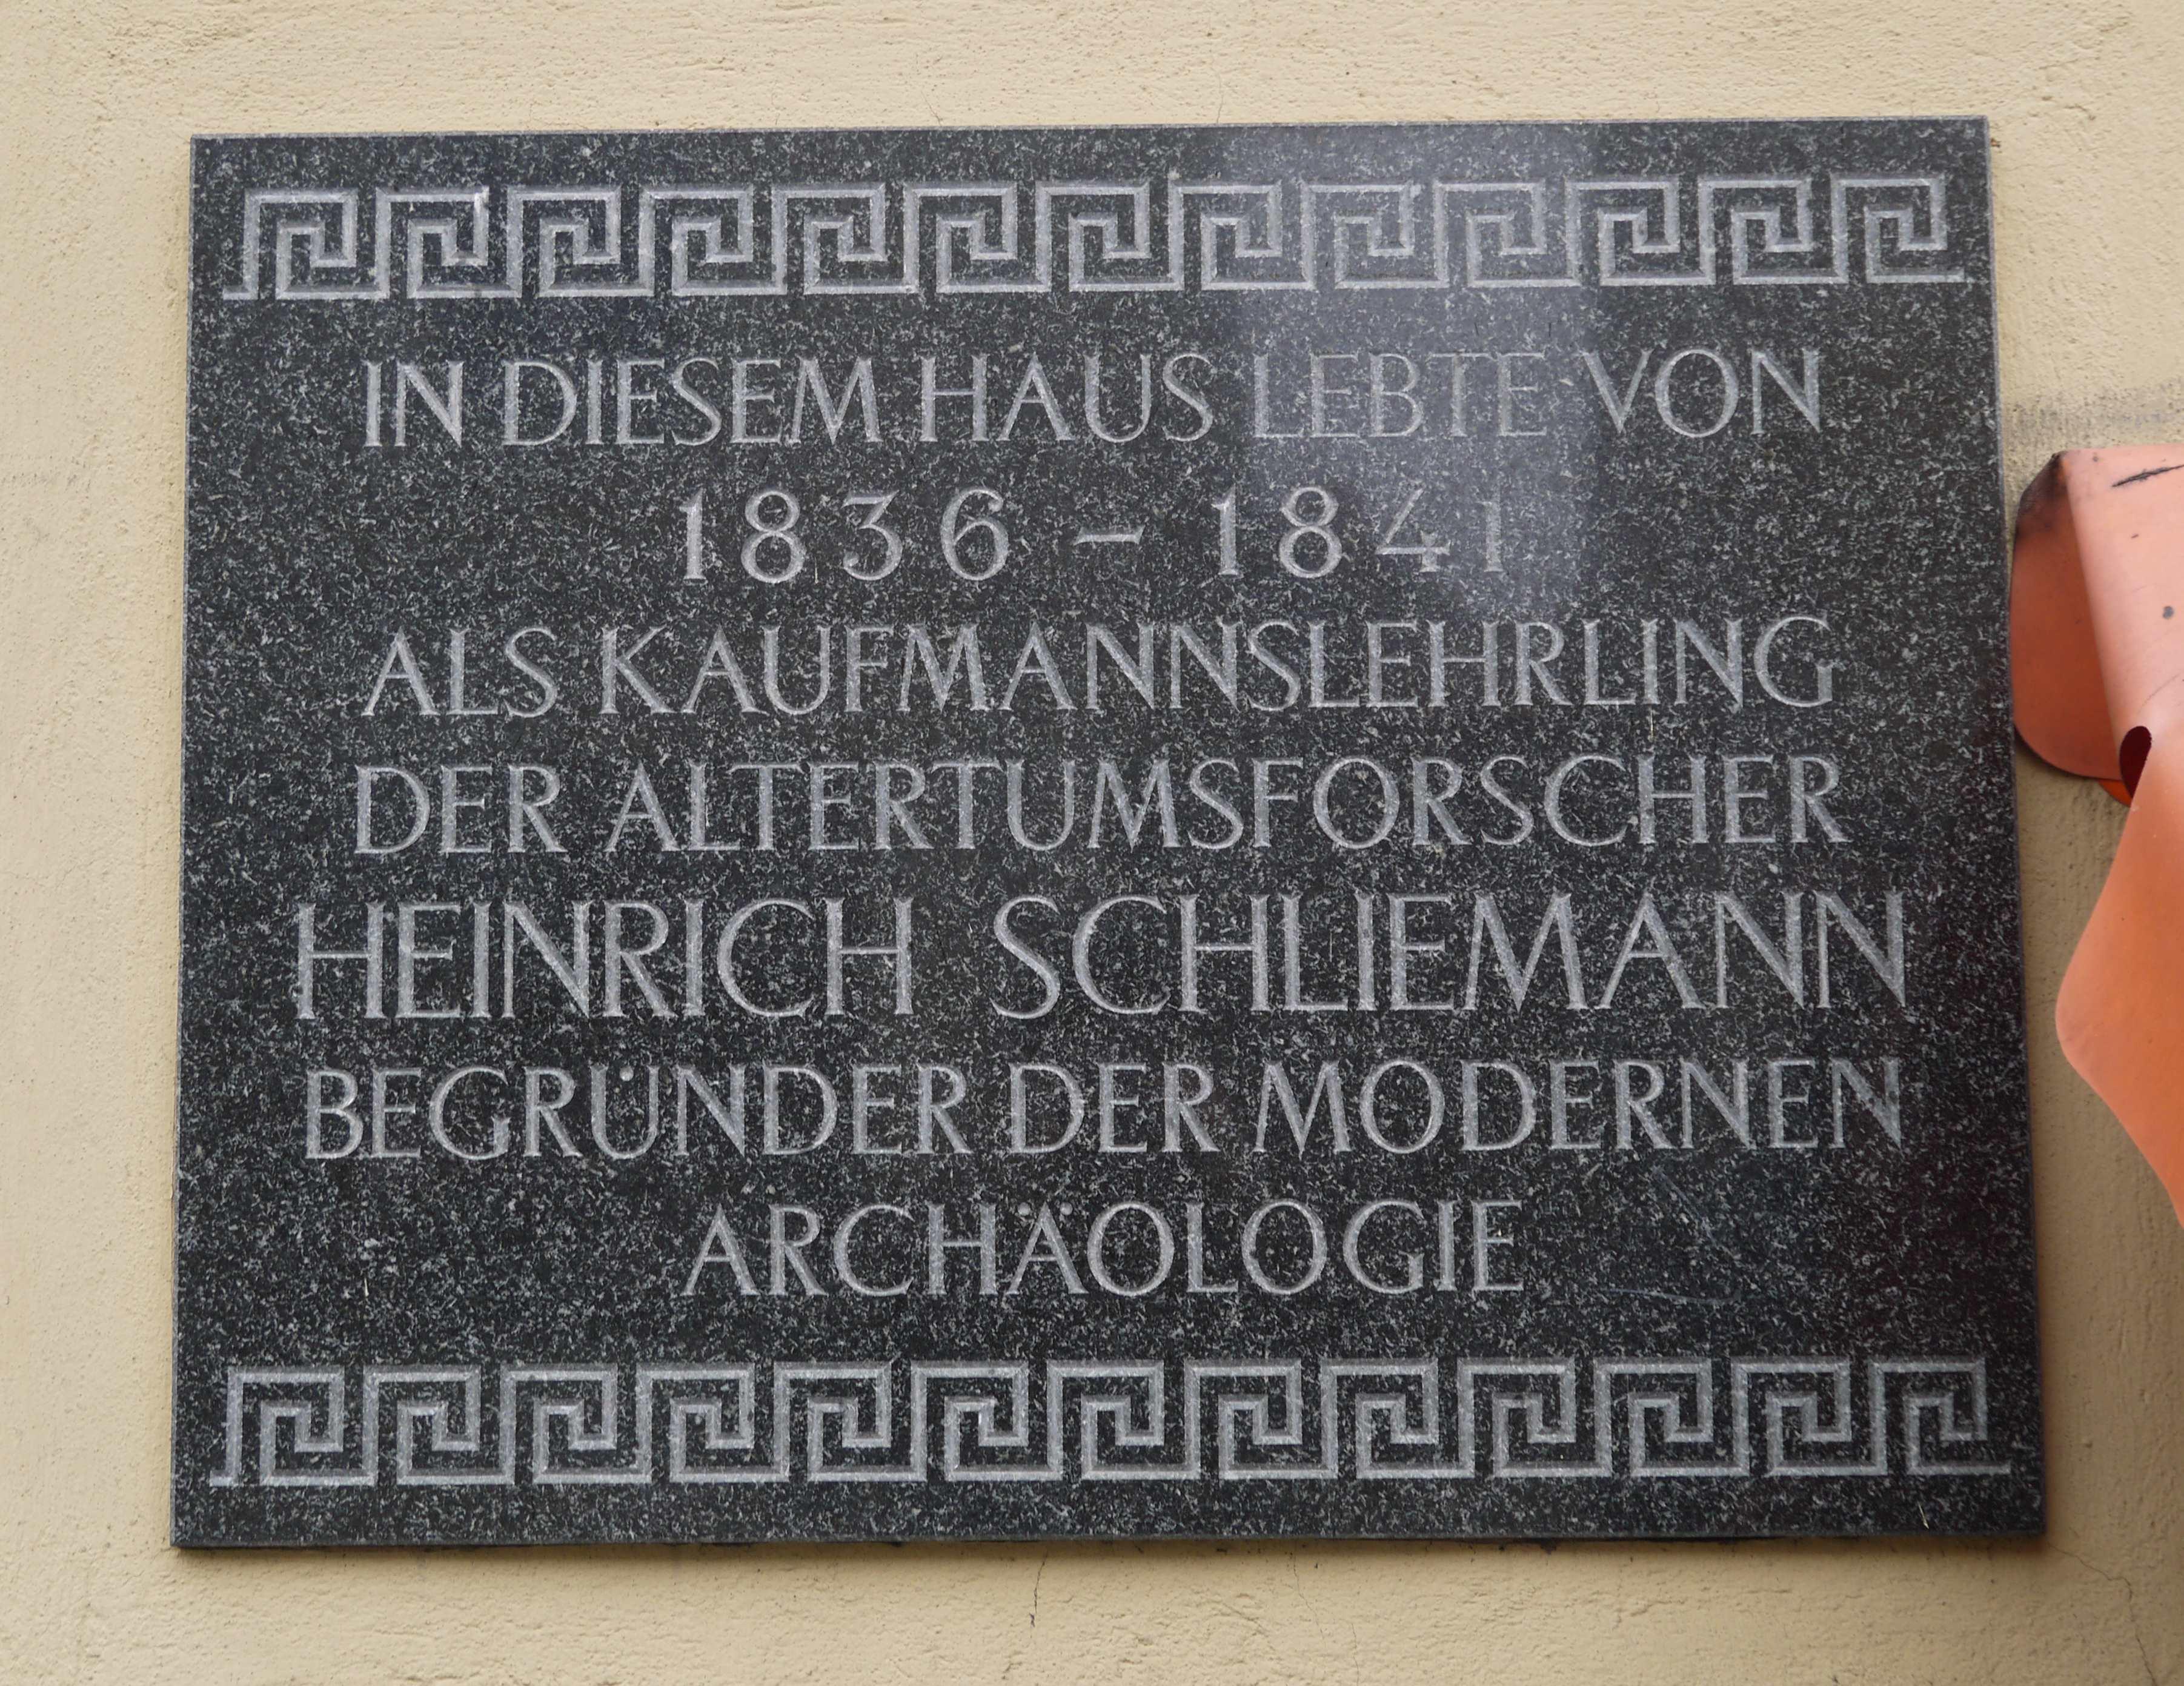 IN DIESEM HAUS LEBTE VON
1836 – 1841
ALS KAUFMANNSLEHRLING
DER ALTERTUMSFORSCHER
HEINRICH SCHLIEMANN
BEGRÜNDER DER MODERNEN
ARCHÄOLOGIE